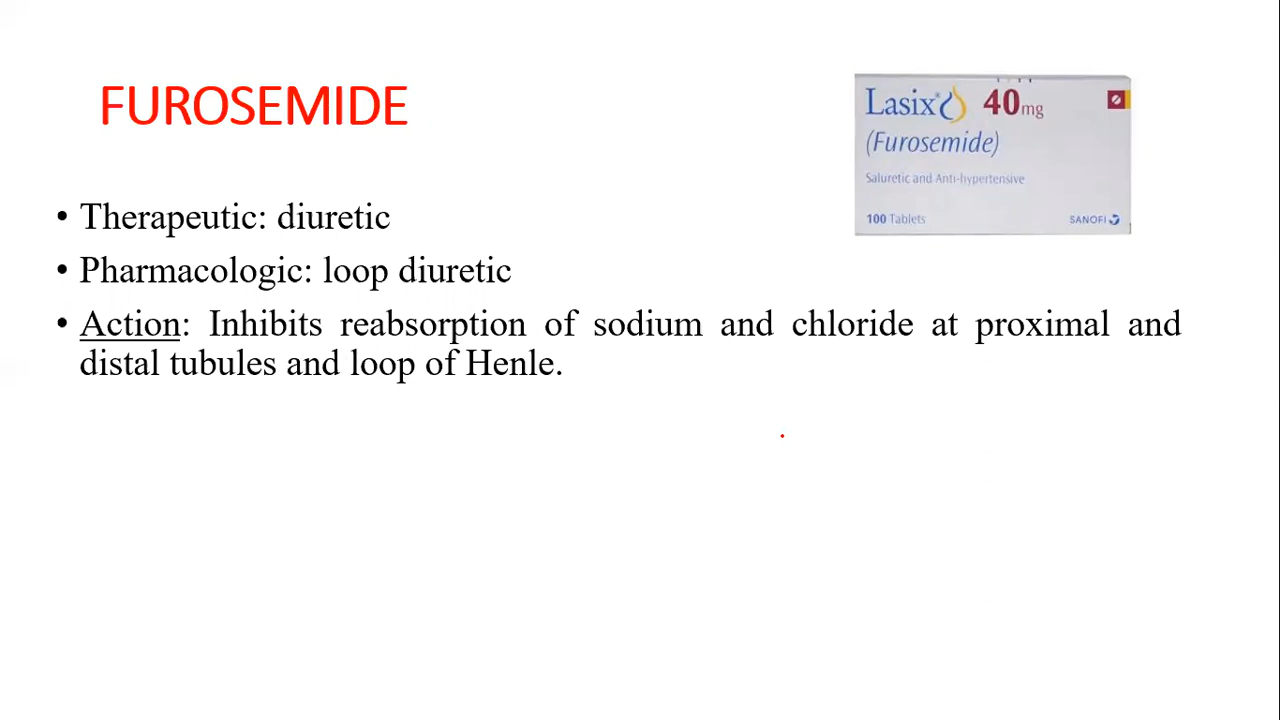 FUROSEMIDE
Lasix® 40mg
(Furosemide)
Saluretic and Anti-hypertensive
100 Tablets
SANOFI
• Therapeutic: diuretic
• Pharmacologic: loop diuretic
• Action: Inhibits reabsorption of sodium and chloride at proximal and
distal tubules and loop of Henle.